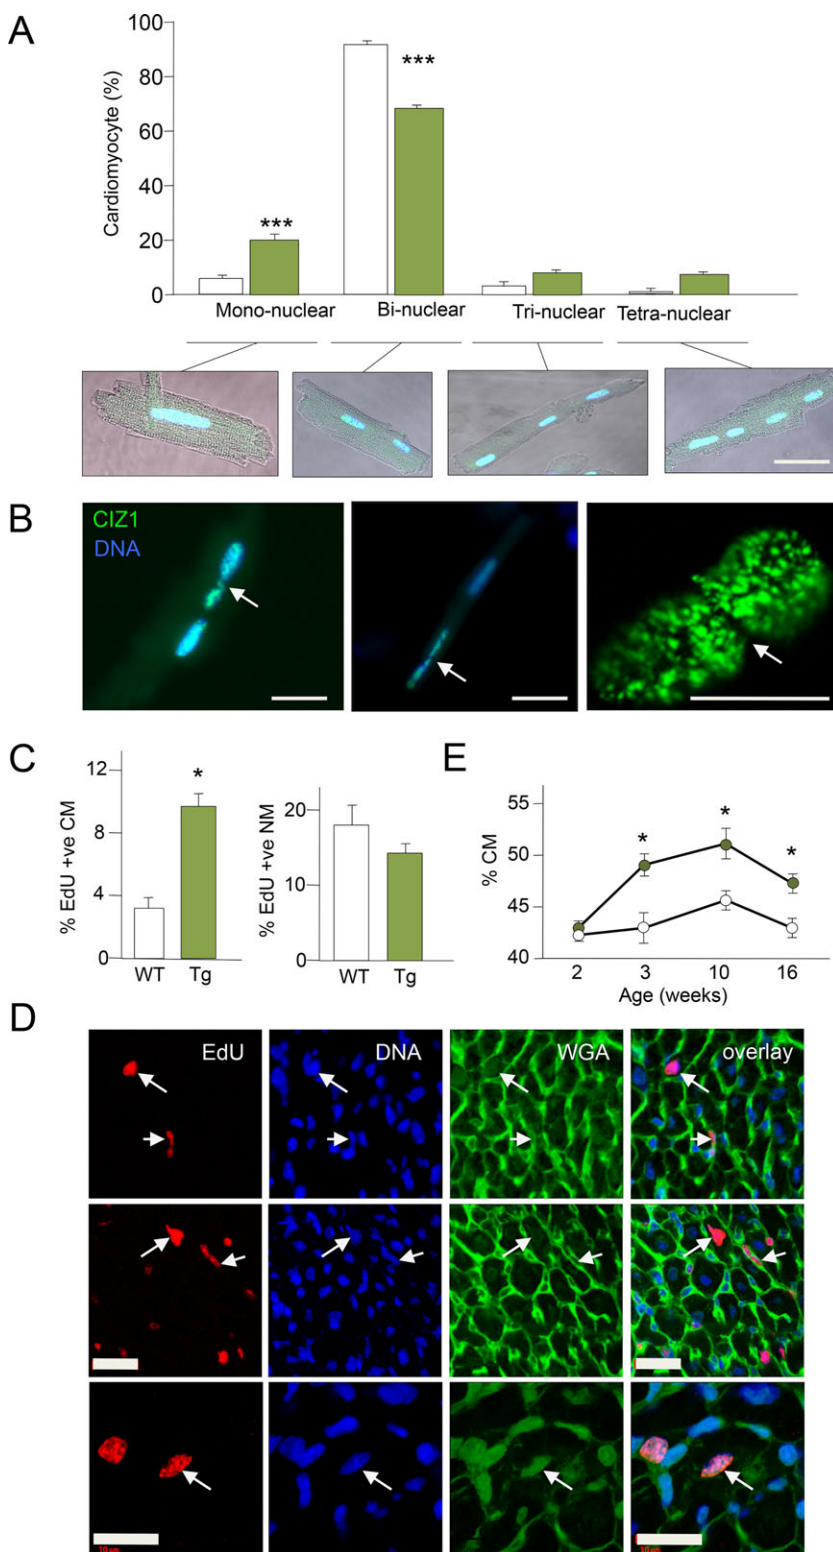 A
Cardiomyocyte (%)
100
80
60
40
20
0
***
***
Mono-nuclear Bi-nuclear Tri-nuclear Tetra-nuclear
B
CIZ1
DNA
C
% EdU +ve CM
12
8
4
0
*
WT Tg
% EdU +ve NM
20
10
0
WT Tg
E
% CM
55
50
45
40
* * *
2 3 10 16
Age (weeks)
D
EdU DNA WGA overlay
10 µm